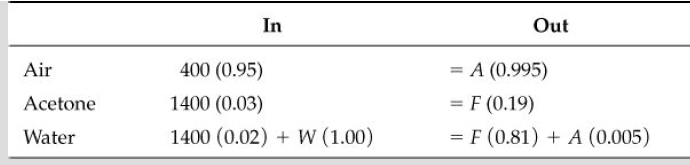 In Out
Air 400 (0.95) = A (0.995)
Acetone 1400 (0.03) = F (0.19)
Water 1400 (0.02) + W (1.00) = F (0.81) + A (0.005)